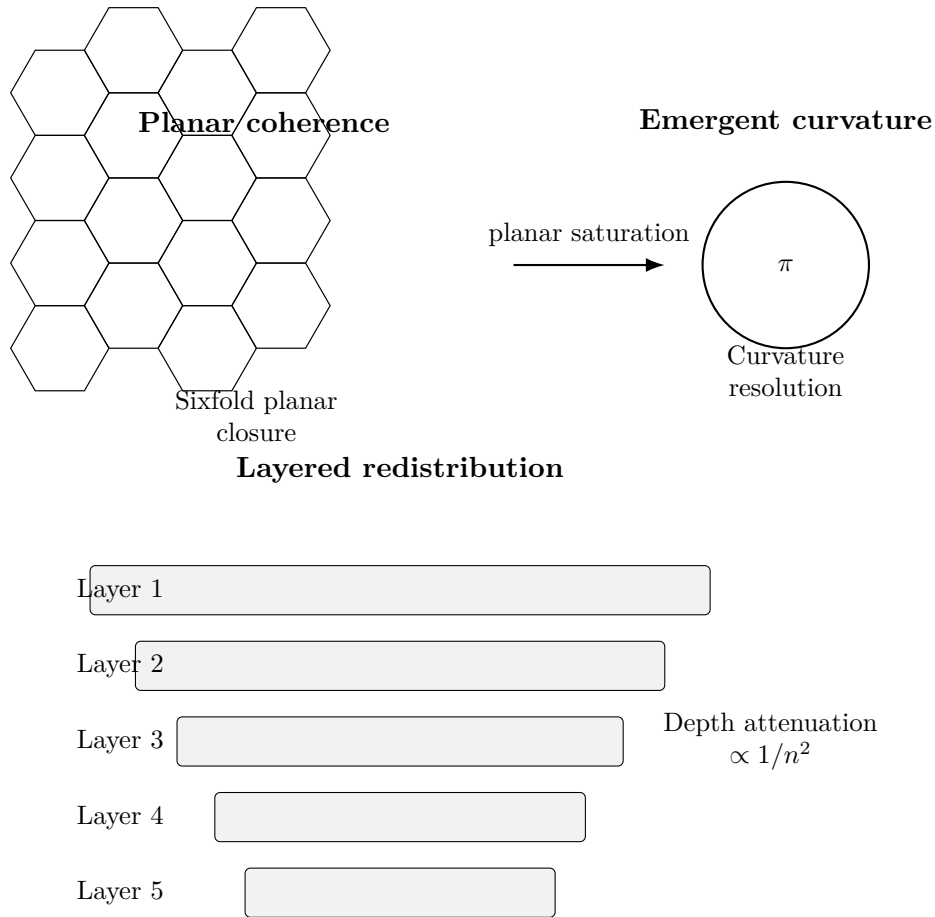 Planar coherence
Emergent curvature
planar saturation
π
Curvature
resolution
Sixfold planar
closure
Layered redistribution
Layer 1
Layer 2
Layer 3
Depth attenuation
∝ 1/n²
Layer 4
Layer 5